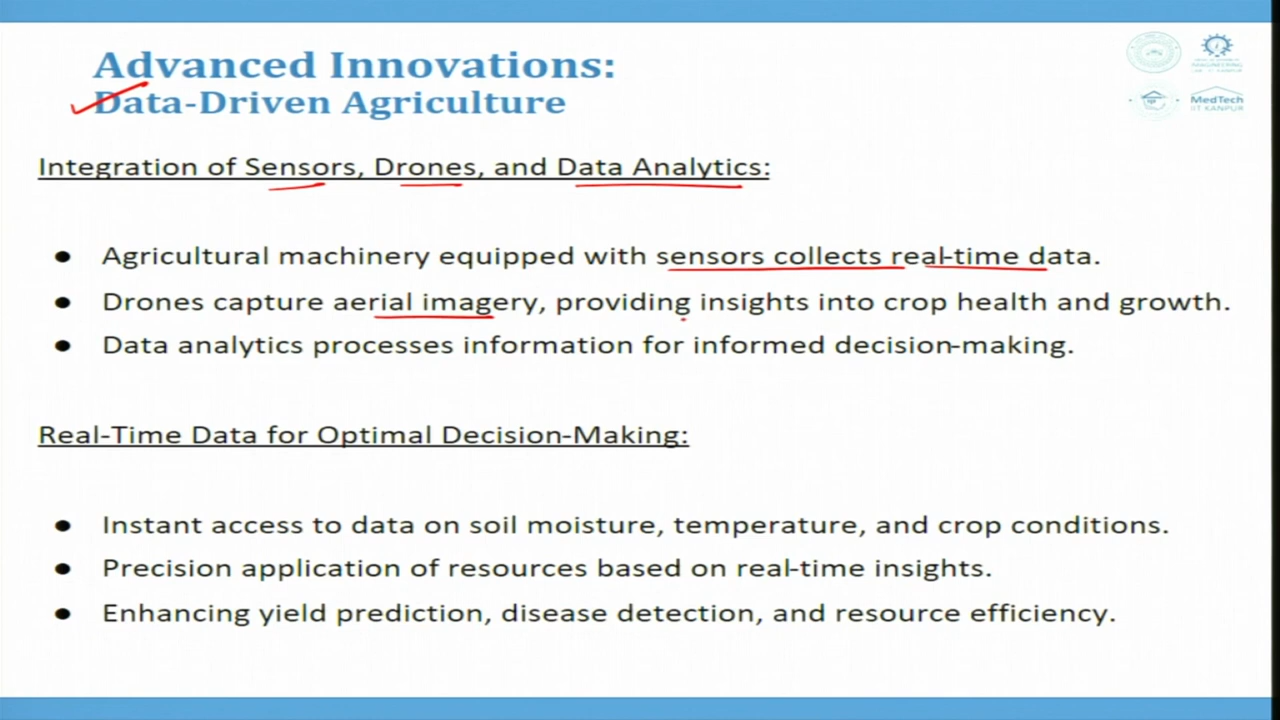 Advanced Innovations:
Data-Driven Agriculture
MedTech
IIT KANPUR
Integration of Sensors, Drones, and Data Analytics:
● Agricultural machinery equipped with sensors collects real-time data.
● Drones capture aerial imagery, providing insights into crop health and growth.
● Data analytics processes information for informed decision-making.
Real-Time Data for Optimal Decision-Making:
● Instant access to data on soil moisture, temperature, and crop conditions.
● Precision application of resources based on real-time insights.
● Enhancing yield prediction, disease detection, and resource efficiency.